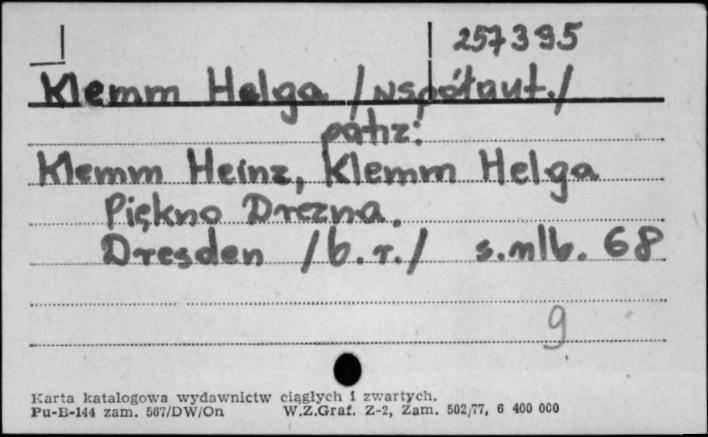 257395
Klemm Helga /współaut./
patrz:
Klemm Heinz, Klemm Helga
Piękno Drezna.
Dresden /b.r./ s.nlb. 68
9
Karta katalogowa wydawnictw ciągłych i zwartych.
Pu-B-144 zam. 567/DW/On W.Z.Graf. Z-2, Zam. 502/77, 6 400 000